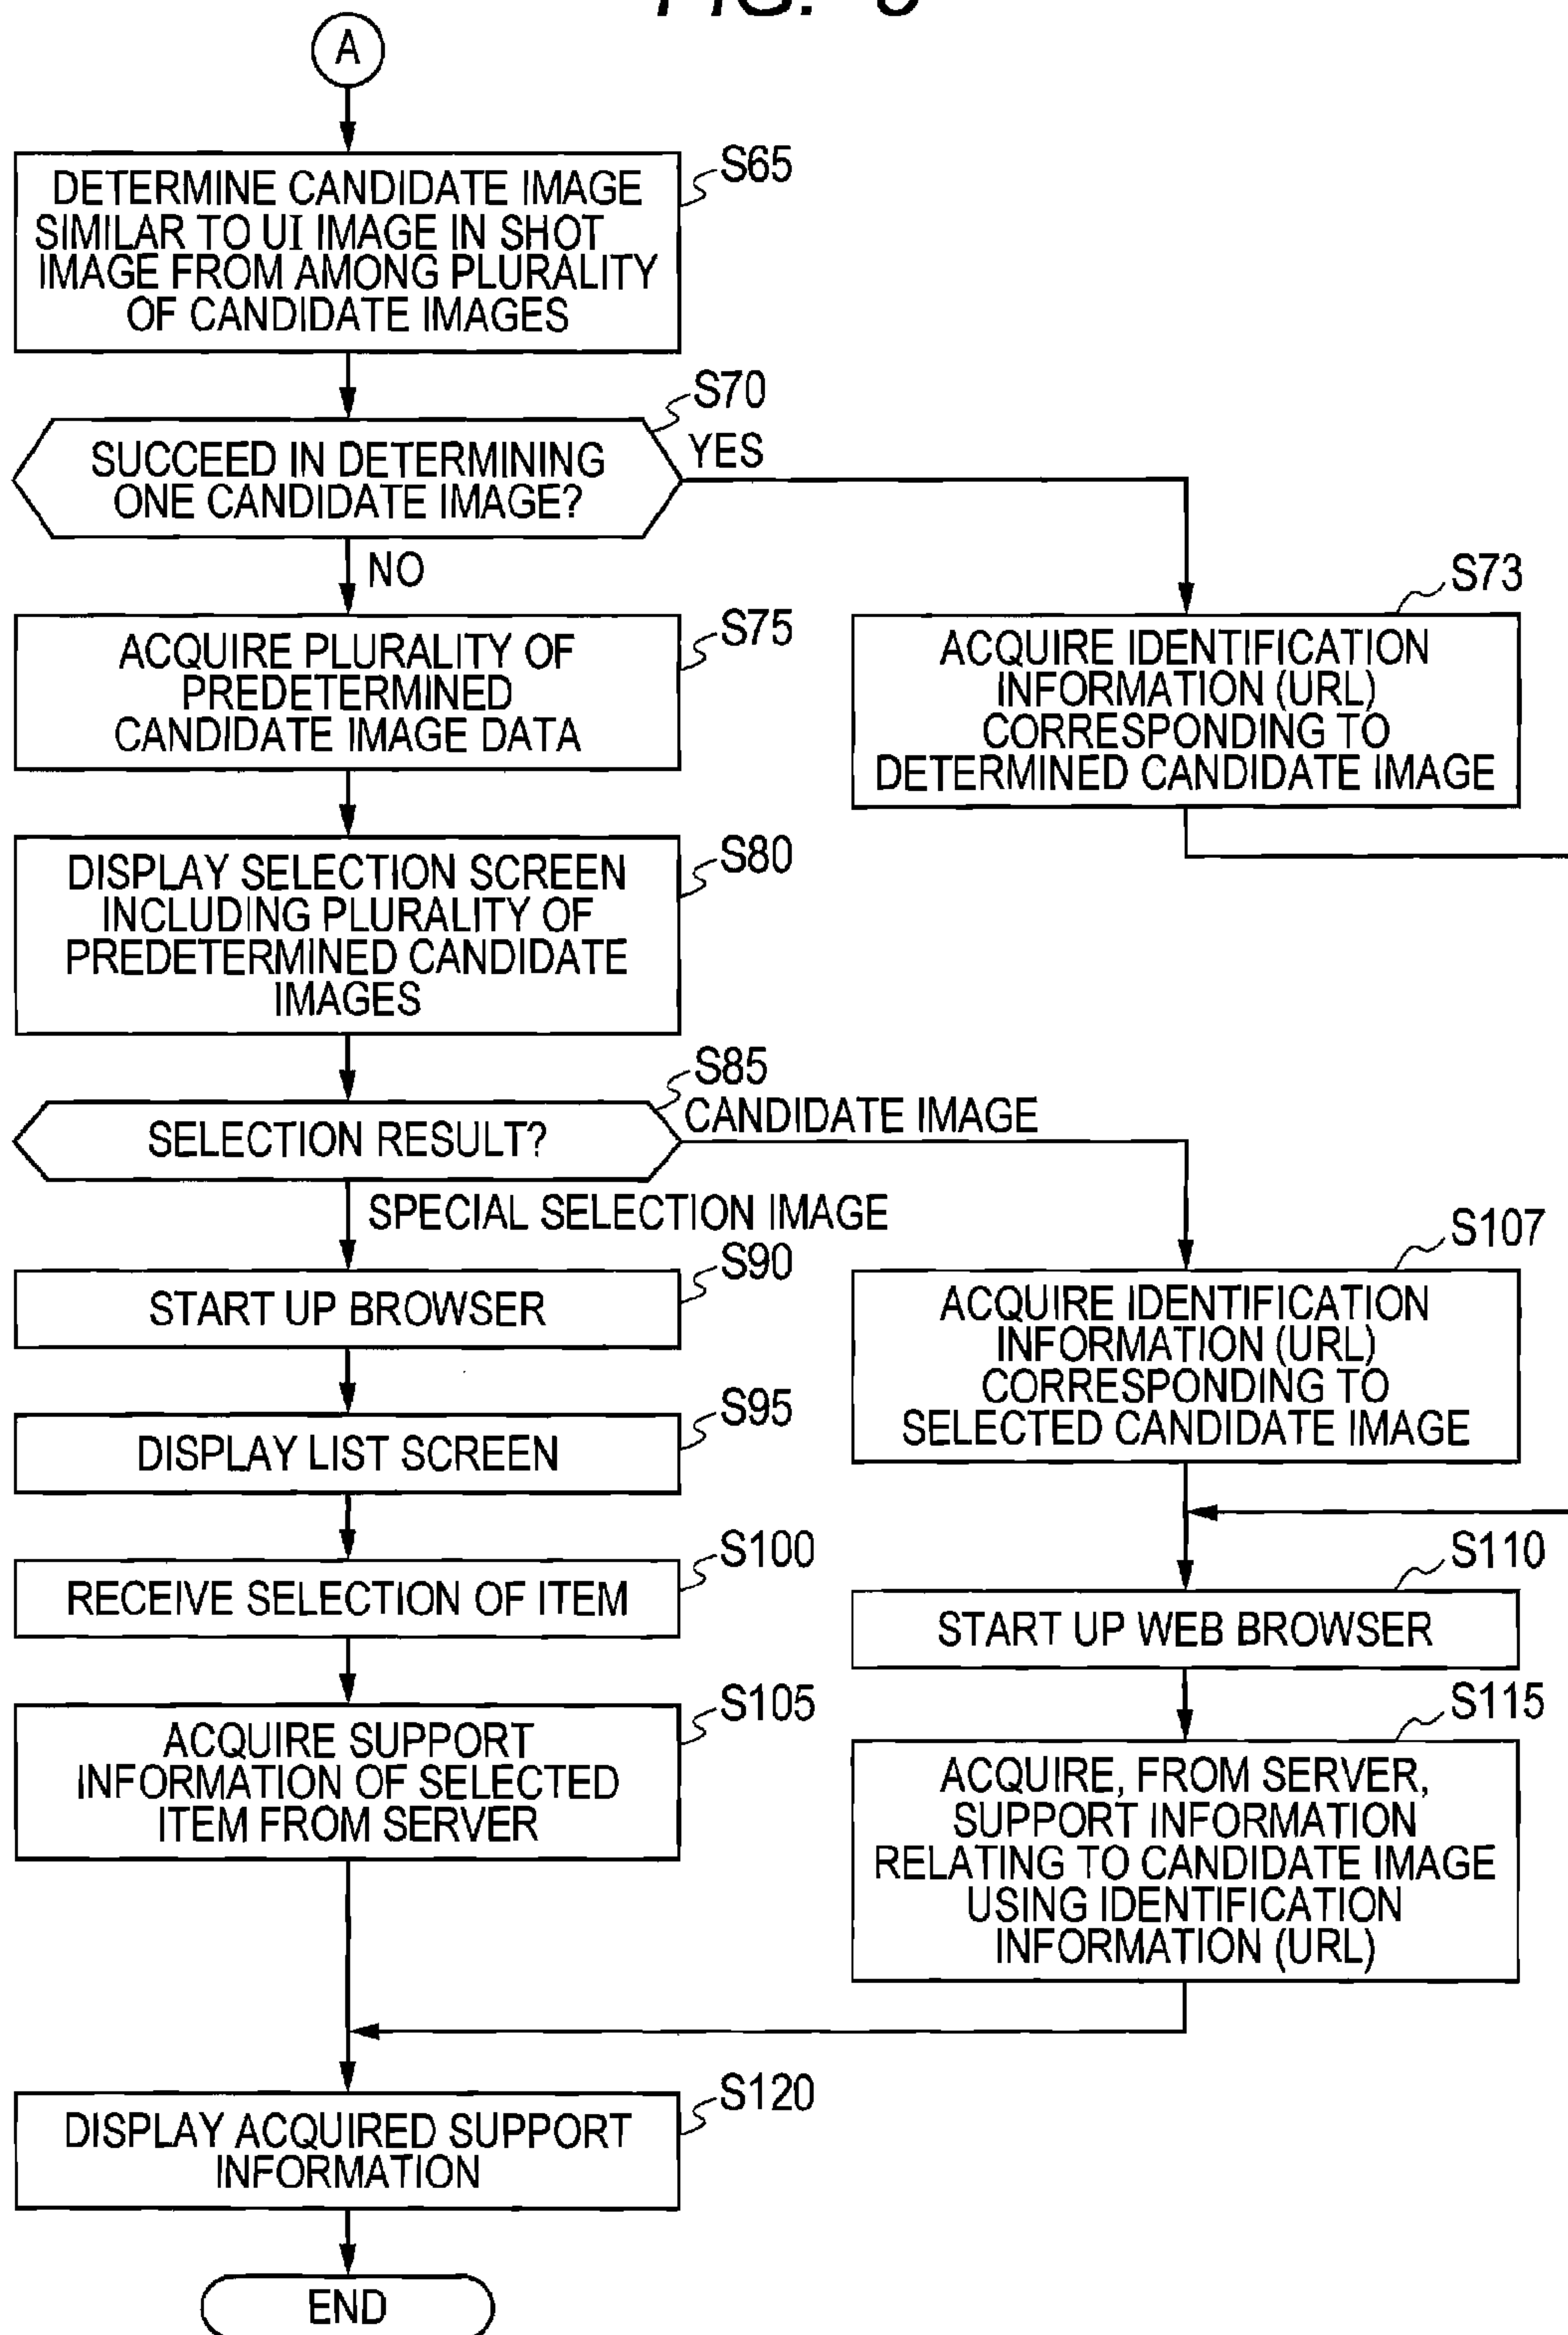 A
S65
DETERMINE CANDIDATE IMAGE
SIMILAR TO UI IMAGE IN SHOT
IMAGE FROM AMONG PLURALITY
OF CANDIDATE IMAGES
S70
SUCCEED IN DETERMINING
ONE CANDIDATE IMAGE?
YES
NO
S73
ACQUIRE IDENTIFICATION
INFORMATION (URL)
CORRESPONDING TO
DETERMINED CANDIDATE IMAGE
S75
ACQUIRE PLURALITY OF
PREDETERMINED
CANDIDATE IMAGE DATA
S80
DISPLAY SELECTION SCREEN
INCLUDING PLURALITY OF
PREDETERMINED CANDIDATE
IMAGES
S85
SELECTION RESULT?
CANDIDATE IMAGE
SPECIAL SELECTION IMAGE
S90
START UP BROWSER
S107
ACQUIRE IDENTIFICATION
INFORMATION (URL)
CORRESPONDING TO
SELECTED CANDIDATE IMAGE
S95
DISPLAY LIST SCREEN
S100
RECEIVE SELECTION OF ITEM
S110
START UP WEB BROWSER
S105
ACQUIRE SUPPORT
INFORMATION OF SELECTED
ITEM FROM SERVER
S115
ACQUIRE, FROM SERVER,
SUPPORT INFORMATION
RELATING TO CANDIDATE IMAGE
USING IDENTIFICATION
INFORMATION (URL)
S120
DISPLAY ACQUIRED SUPPORT
INFORMATION
END